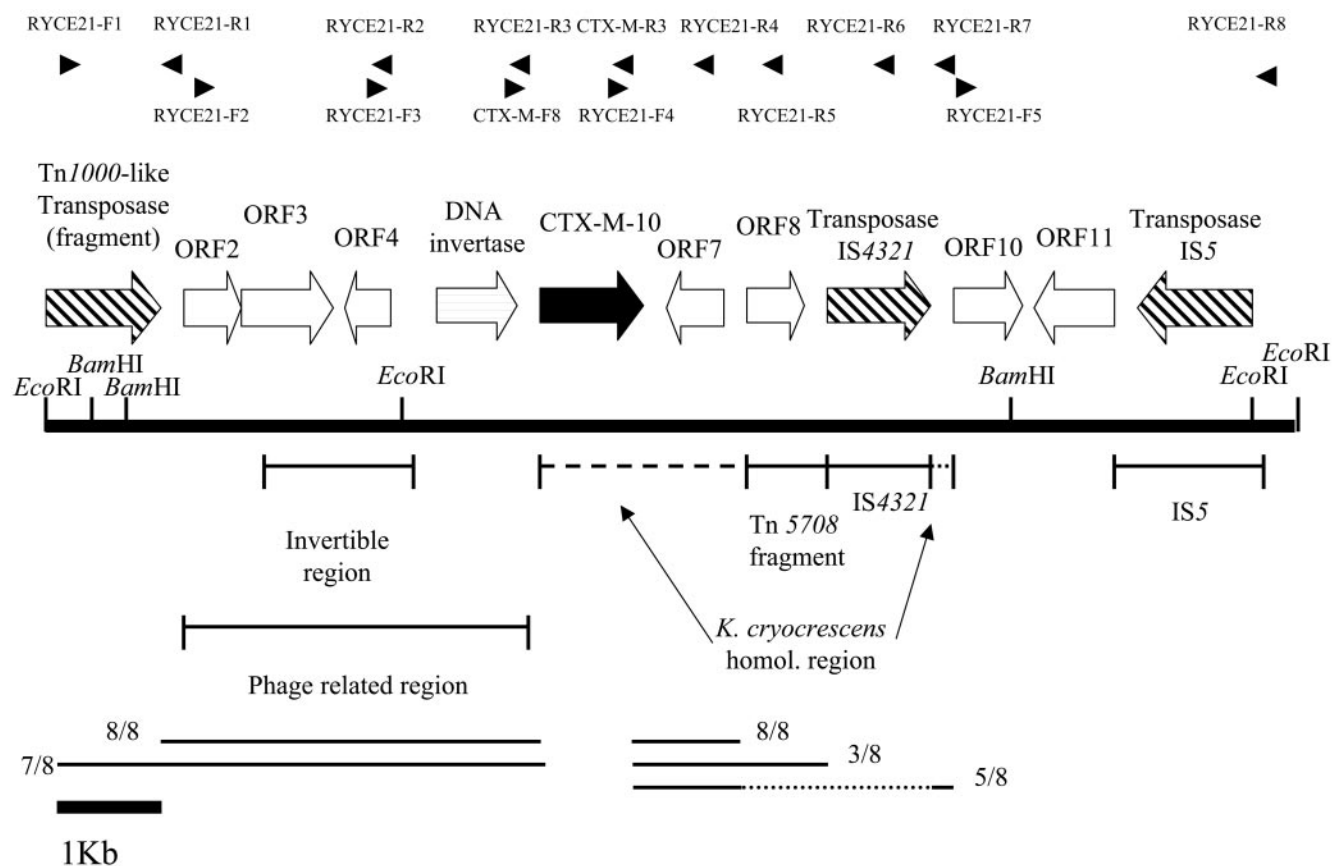 RYCE21-F1 RYCE21-R1 RYCE21-R2 RYCE21-R3 CTX-M-R3 RYCE21-R4 RYCE21-R6 RYCE21-R7 RYCE21-R8
RYCE21-F2 RYCE21-F3 CTX-M-F8 RYCE21-F4 RYCE21-R5 RYCE21-F5
Tn1000-like
Transposase
(fragment)
ORF2
ORF3
ORF4
DNA
invertase
CTX-M-10
ORF7
ORF8
Transposase
IS4321
ORF10
ORF11
Transposase
IS5
EcoRI
BamHI
BamHI
EcoRI
BamHI
EcoRI
EcoRI
Invertible
region
Tn 5708
fragment
IS4321
IS5
K. cryocrescens
homol. region
Phage related region
8/8
8/8
7/8
3/8
5/8
1Kb